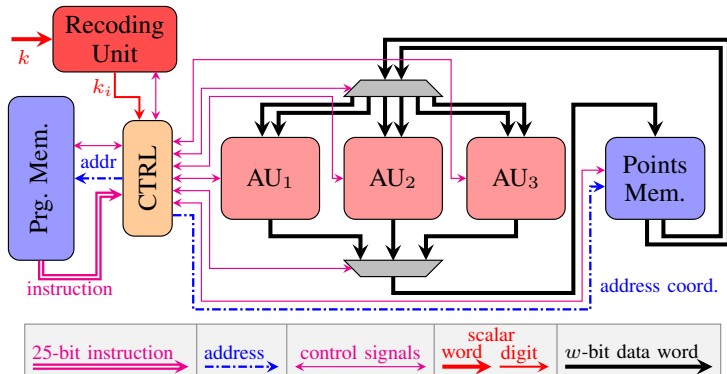 Recoding
Unit
k
k_i
Prg. Mem.
addr
CTRL
AU₁
AU₂
AU₃
Points
Mem.
instruction
address coord.
25-bit instruction
address
control signals
scalar
word
digit
w-bit data word